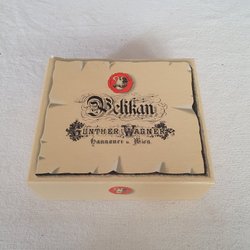 Pelikan
GÜNTHER WAGNER
Hannover u. Wien.